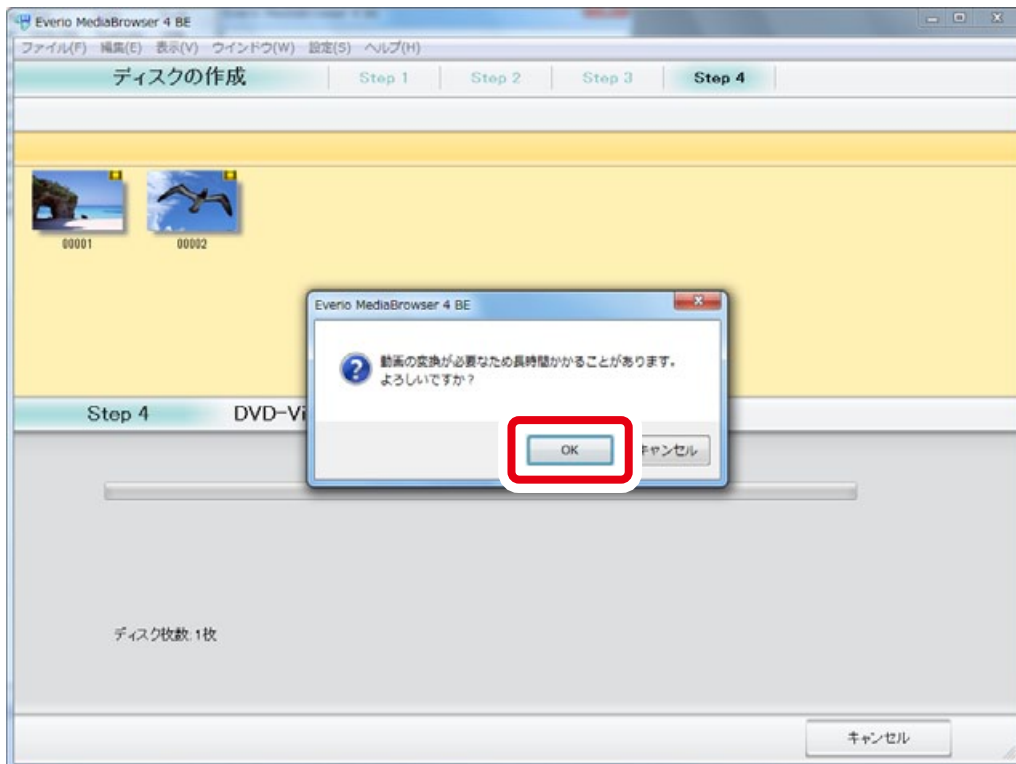 Everio MediaBrowser 4 BE
ファイル(F) 編集(E) 表示(V) ウインドウ(W) 設定(S) ヘルプ(H)
ディスクの作成 Step 1 Step 2 Step 3 Step 4
00001 00002
Everio MediaBrowser 4 BE
動画の変換が必要なため長時間かかることがあります。
よろしいですか?
Step 4 DVD-Vi
OK キャンセル
ディスク枚数:1枚
キャンセル